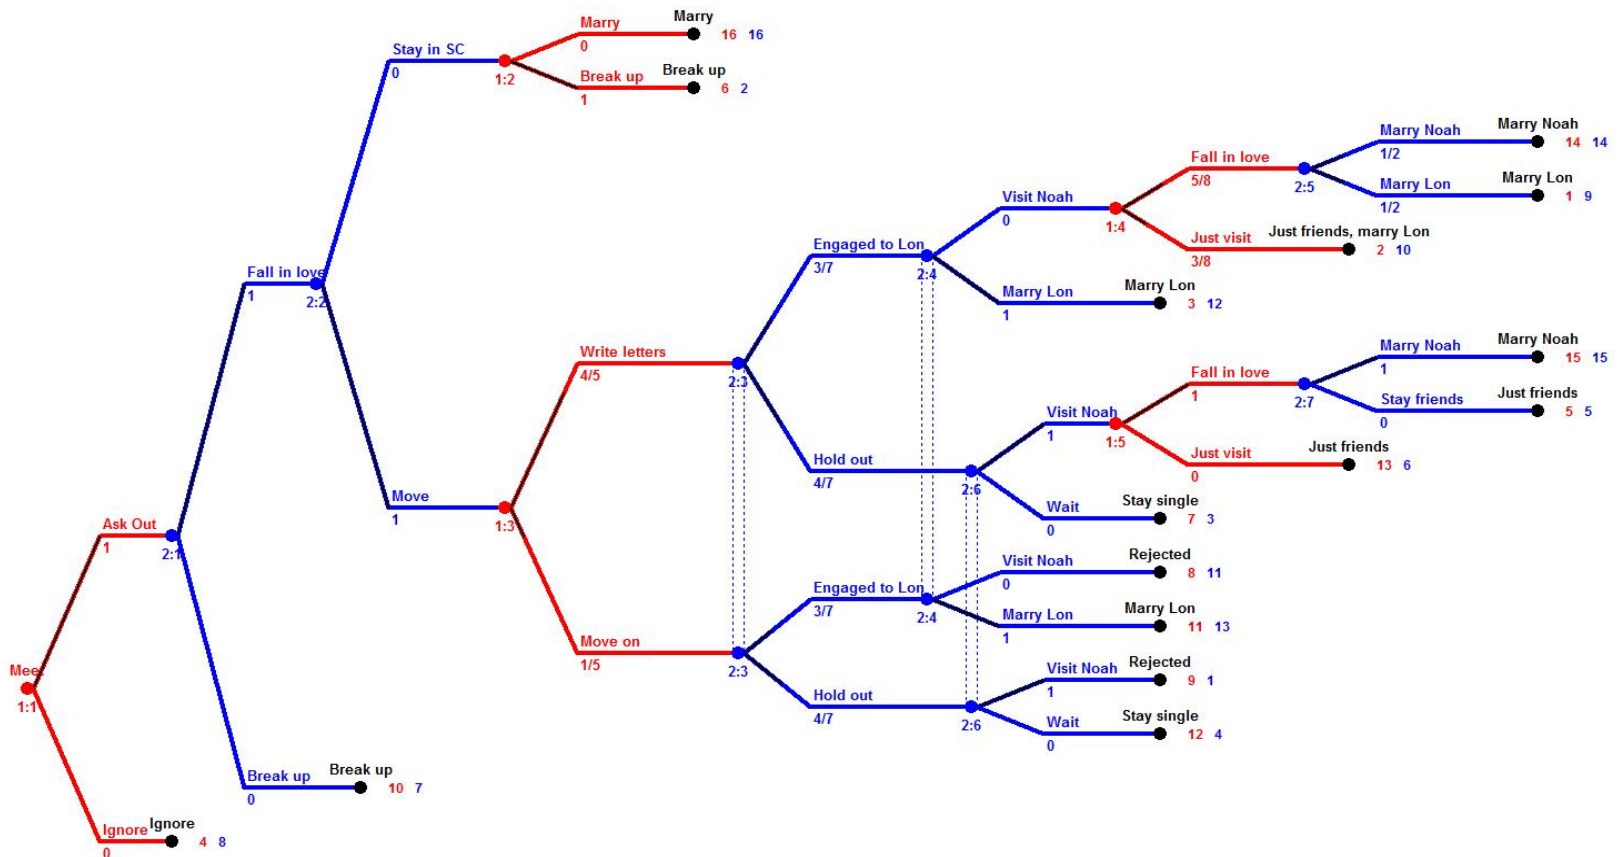 Marry
Marry
0
16 16
Stay in SC
0
1:2
Break up
Break up
1
6 2
Marry Noah
Marry Noah
1/2
14 14
Fall in love
5/8
2:5
Marry Lon
Marry Lon
1/2
1 9
Visit Noah
0
1:4
Just visit
3/8
Just friends, marry Lon
2 10
Engaged to Lon
3/7
2:4
Marry Lon
Marry Lon
1
3 12
Fall in love
1
2:2
Write letters
4/5
2:3
Marry Noah
Marry Noah
1
15 15
Fall in love
1
2:7
Stay friends
Just friends
0
5 5
Visit Noah
1
1:5
Just visit
Just friends
0
13 6
Hold out
4/7
2:6
Wait
Stay single
0
7 3
Move
1
1:3
Ask Out
1
2:1
Visit Noah
Rejected
0
8 11
Engaged to Lon
3/7
2:4
Marry Lon
Marry Lon
1
11 13
Move on
1/5
2:3
Visit Noah
Rejected
1
9 1
Hold out
4/7
2:6
Wait
Stay single
0
12 4
1:1
Break up
Break up
0
10 7
Ignore
Ignore
0
4 8